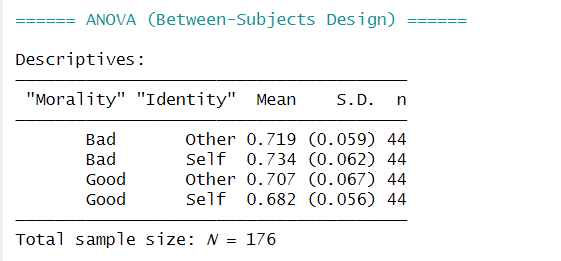 ====== ANOVA (Between-Subjects Design) ======
Descriptives:
"Morality" "Identity" Mean S.D. n
Bad Other 0.719 (0.059) 44
Bad Self 0.734 (0.062) 44
Good Other 0.707 (0.067) 44
Good Self 0.682 (0.056) 44
Total sample size: N = 176